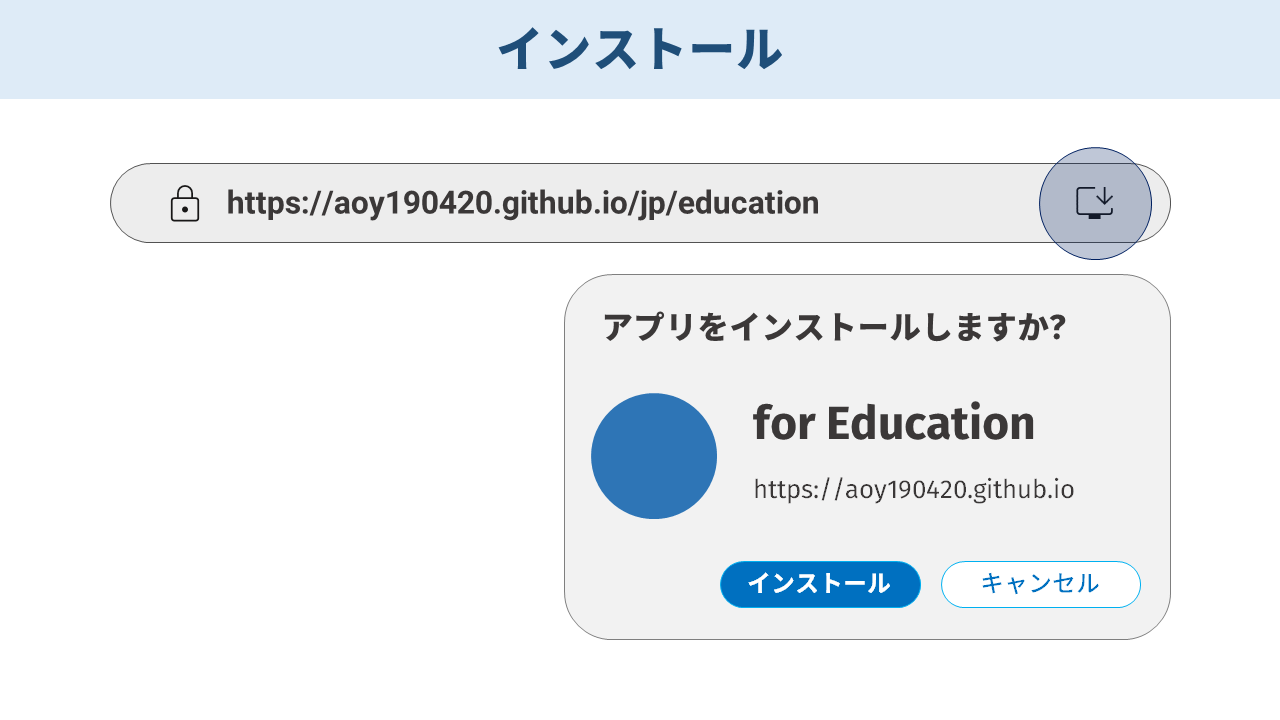 インストール
https://aoy190420.github.io/jp/education
アプリをインストールしますか?
for Education
https://aoy190420.github.io
インストール
キャンセル